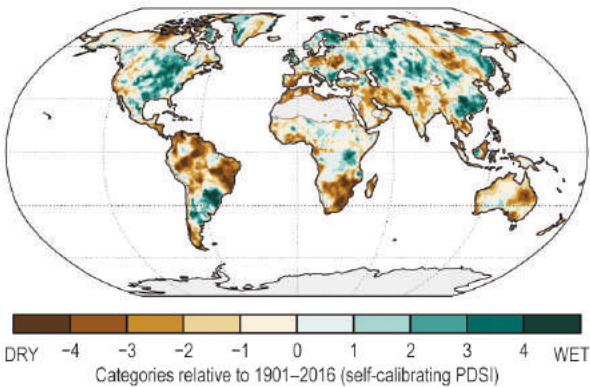 DRY −4 −3 −2 −1 0 1 2 3 4 WET
Categories relative to 1901–2016 (self-calibrating PDSI)